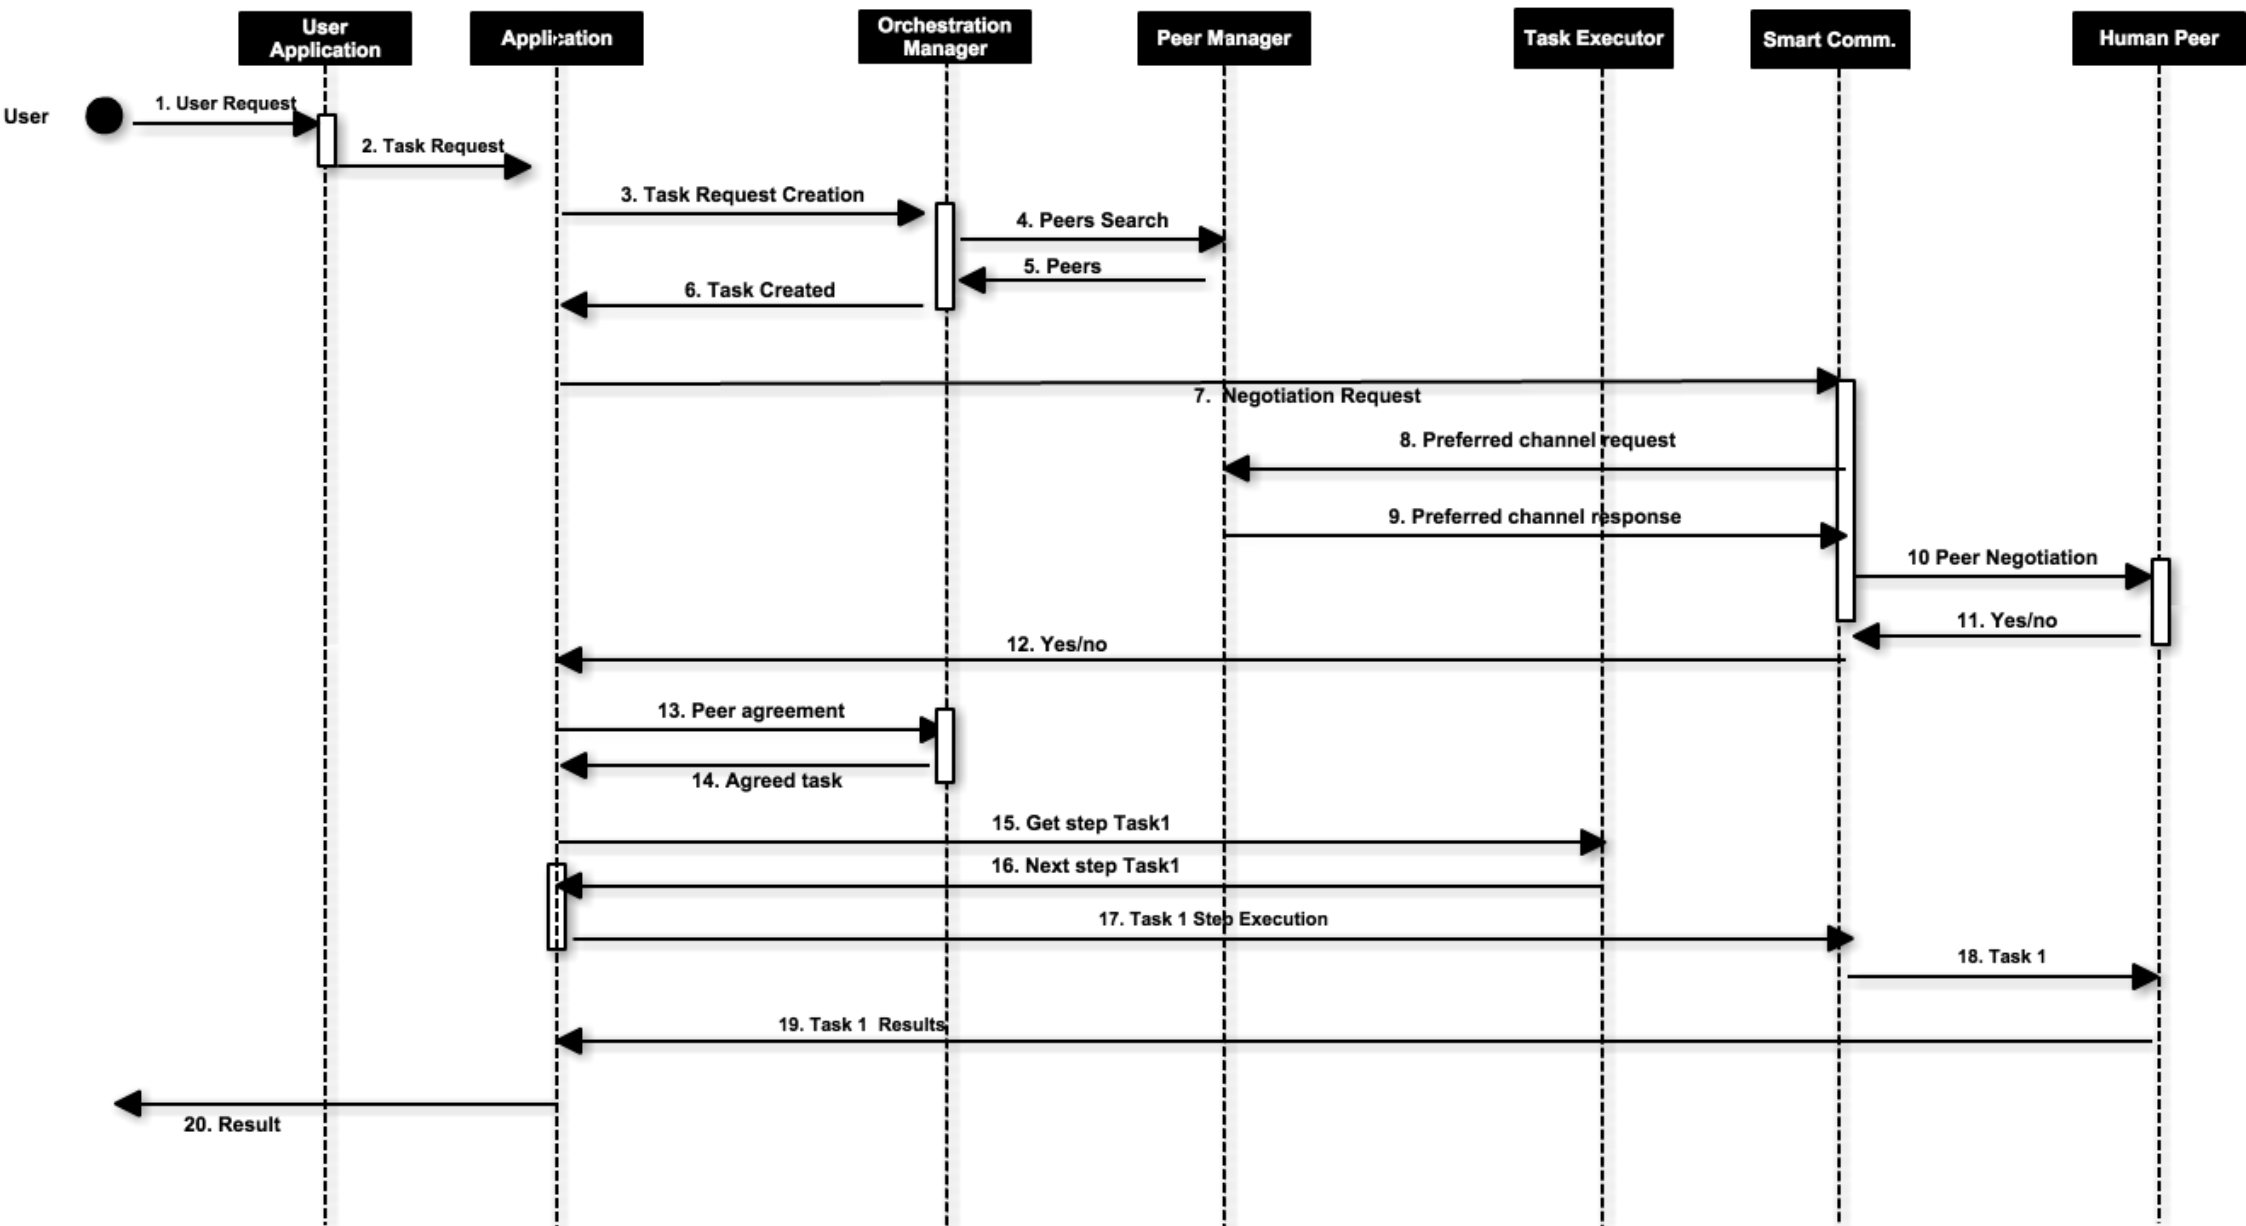 User
Application
Application
Orchestration
Manager
Peer Manager
Task Executor
Smart Comm.
Human Peer
User
1. User Request
2. Task Request
3. Task Request Creation
4. Peers Search
5. Peers
6. Task Created
7.  Negotiation Request
8. Preferred channel request
9. Preferred channel response
10 Peer Negotiation
11. Yes/no
12. Yes/no
13. Peer agreement
14. Agreed task
15. Get step Task1
16. Next step Task1
17. Task 1 Step Execution
18. Task 1
19. Task 1  Results
20. Result